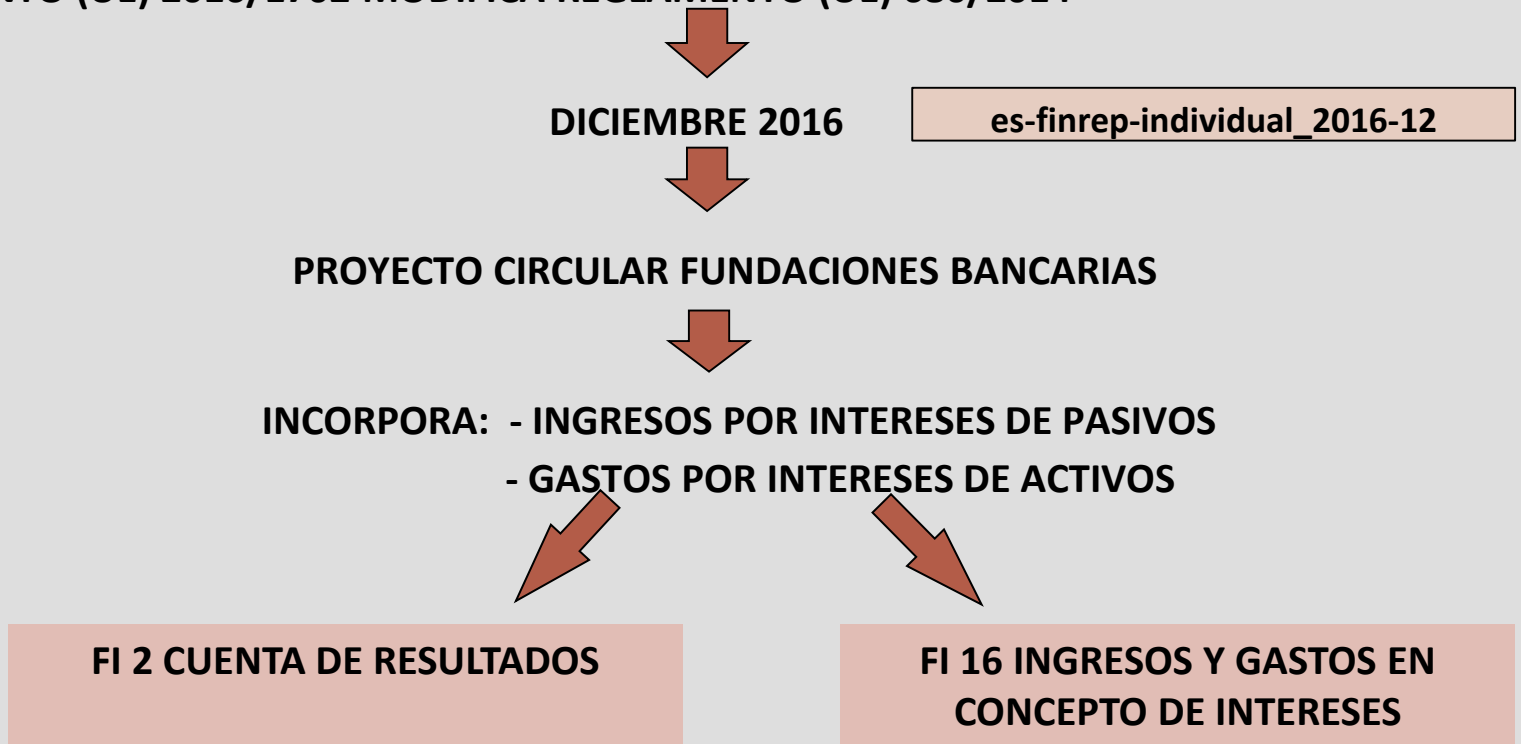 DICIEMBRE 2016
es-finrep-individual_2016-12
PROYECTO CIRCULAR FUNDACIONES BANCARIAS
INCORPORA: - INGRESOS POR INTERESES DE PASIVOS
- GASTOS POR INTERESES DE ACTIVOS
FI 2 CUENTA DE RESULTADOS
FI 16 INGRESOS Y GASTOS EN
CONCEPTO DE INTERESES